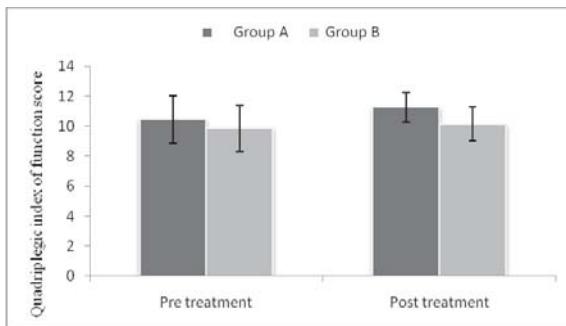 Group A Group B
Quadriplegic index of function score
14
12
10
8
6
4
2
0
Pre treatment Post treatment